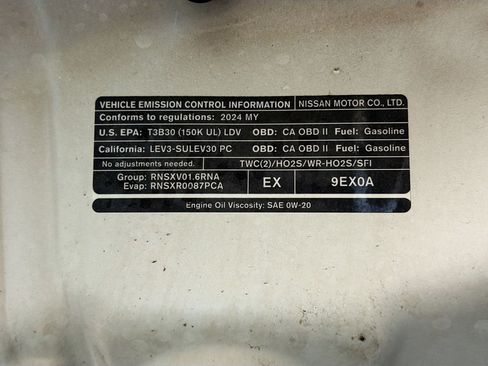 VEHICLE EMISSION CONTROL INFORMATION NISSAN MOTOR CO., LTD.
Conforms to regulations: 2024 MY
U.S. EPA: T3B30 (150K UL) LDV OBD: CA OBD II Fuel: Gasoline
California: LEV3-SULEV30 PC OBD: CA OBD II Fuel: Gasoline
No adjustments needed. TWC(2)/HO2S/WR-HO2S/SFI
Group: RNSXV01.6RNA
Evap: RNSXR0087PCA
EX 9EX0A
Engine Oil Viscosity: SAE 0W-20